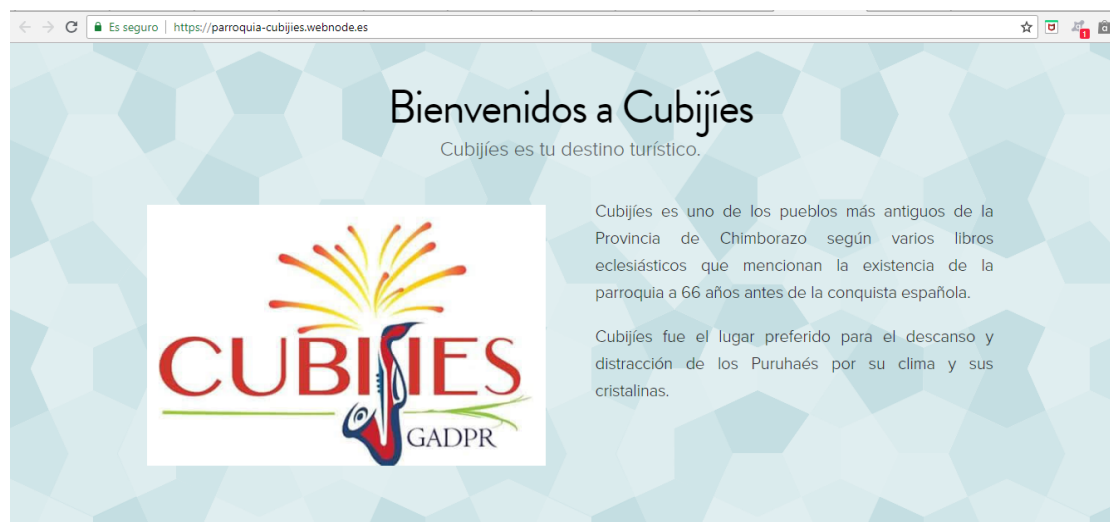 Es seguro | https://parroquia-cubijies.webnode.es
1
Bienvenidos a Cubijíes
Cubijíes es tu destino turístico.
CUBIJIES
GADPR
Cubijíes es uno de los pueblos más antiguos de la
Provincia de Chimborazo según varios libros
eclesiásticos que mencionan la existencia de la
parroquia a 66 años antes de la conquista española.
Cubijíes fue el lugar preferido para el descanso y
distracción de los Puruhaés por su clima y sus
cristalinas.